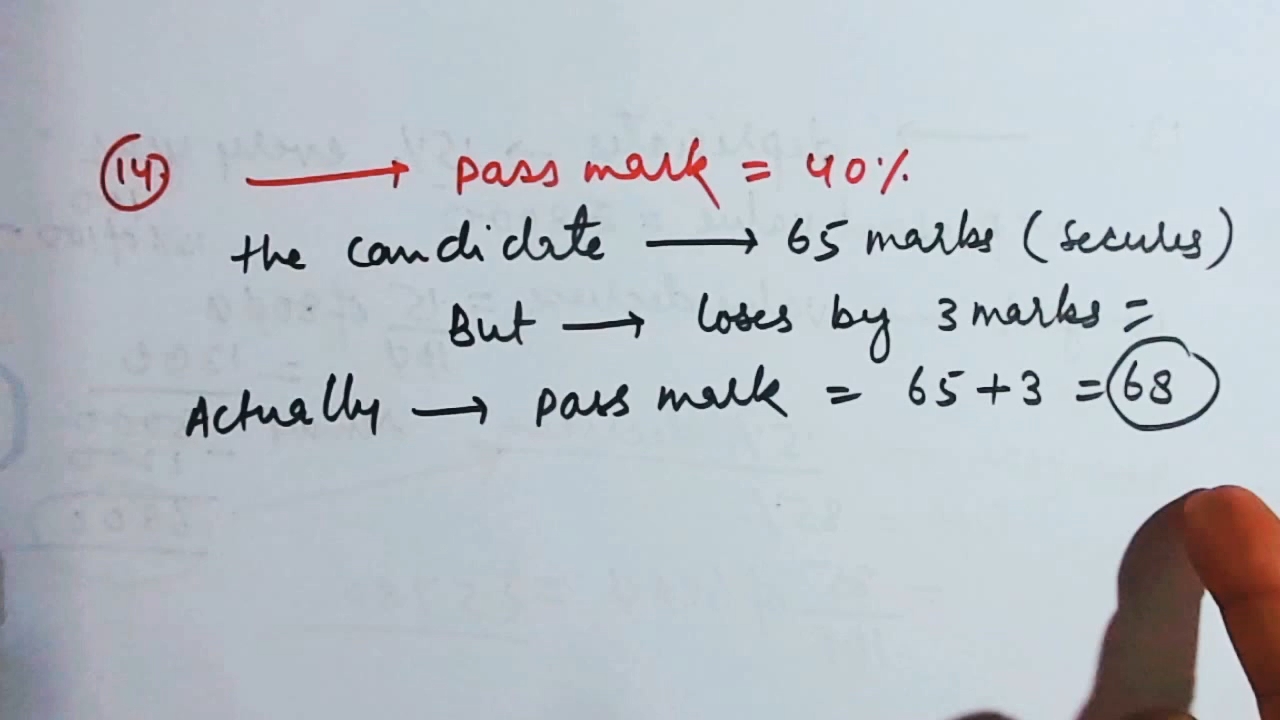 14) → pass mark = 40%
the candidate → 65 marks (secures)
But → loses by 3 marks =
Actually → pass mark = 65 + 3 = 68